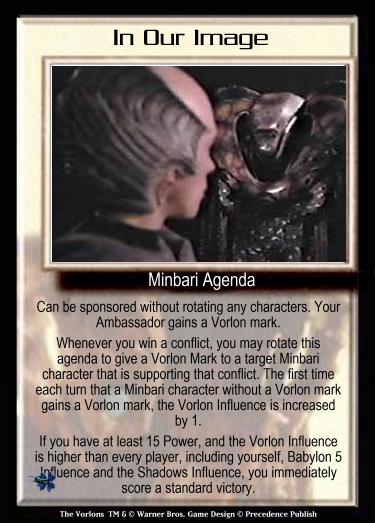 In Our Image
Minbari Agenda
Can be sponsored without rotating any characters. Your
Ambassador gains a Vorlon mark.
Whenever you win a conflict, you may rotate this
agenda to give a Vorlon Mark to a target Minbari
character that is supporting that conflict. The first time
each turn that a Minbari character without a Vorlon mark
gains a Vorlon mark, the Vorlon Influence is increased
by 1.
If you have at least 15 Power, and the Vorlon Influence
is higher than every player, including yourself, Babylon 5
Influence and the Shadows Influence, you immediately
score a standard victory.
The Vorlons TM & © Warner Bros. Game Design © Precedence Publish